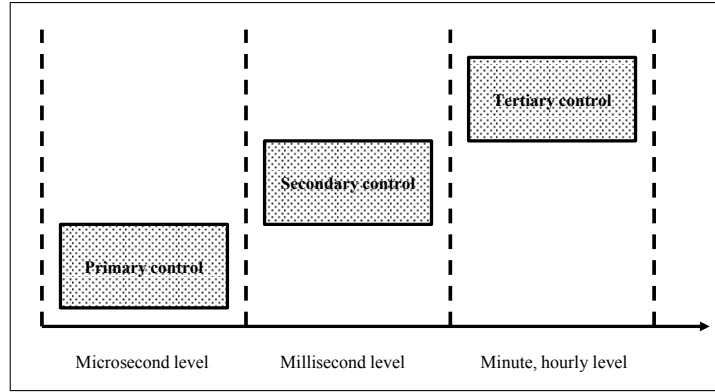 Tertiary control
Secondary control
Primary control
Microsecond level
Millisecond level
Minute, hourly level